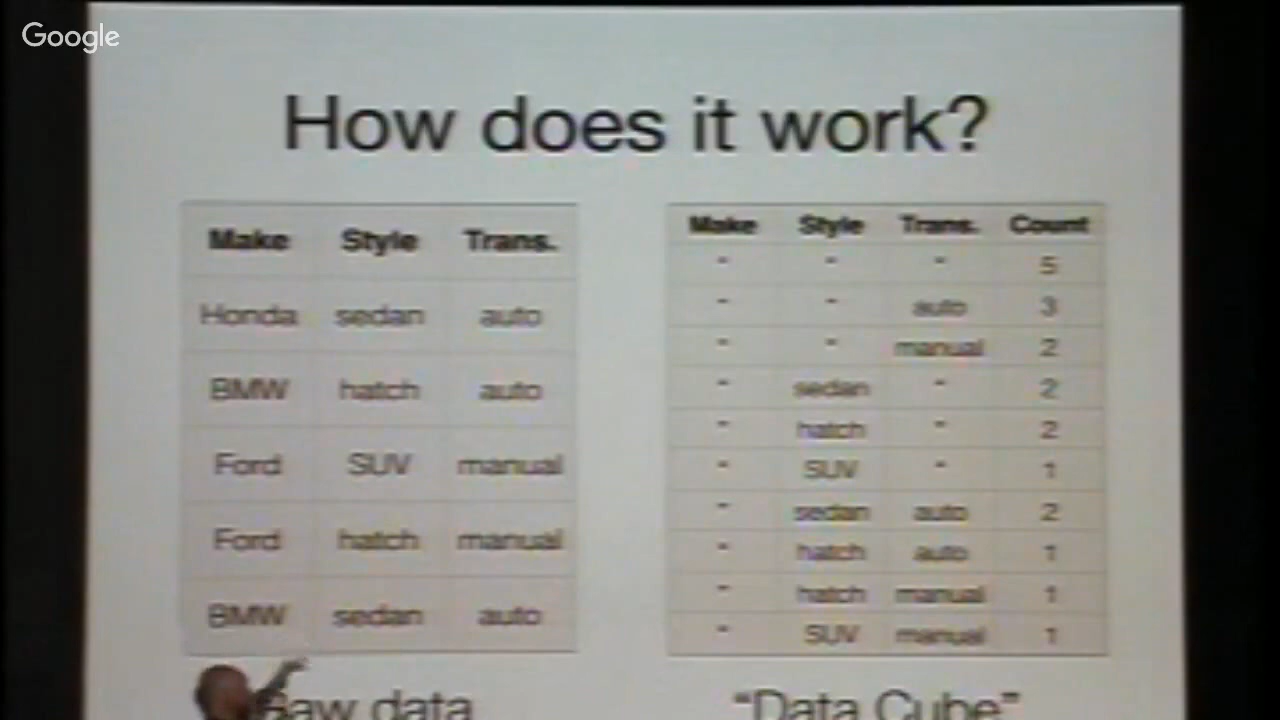 Google
How does it work?
Make Style Trans.
Honda sedan auto
BMW hatch auto
Ford SUV manual
Ford hatch manual
BMW sedan auto
Raw data
Make Style Trans. Count
* * * 5
* * auto 3
* * manual 2
* sedan * 2
* hatch * 2
* SUV * 1
* sedan auto 2
* hatch auto 1
* hatch manual 1
* SUV manual 1
“Data Cube”